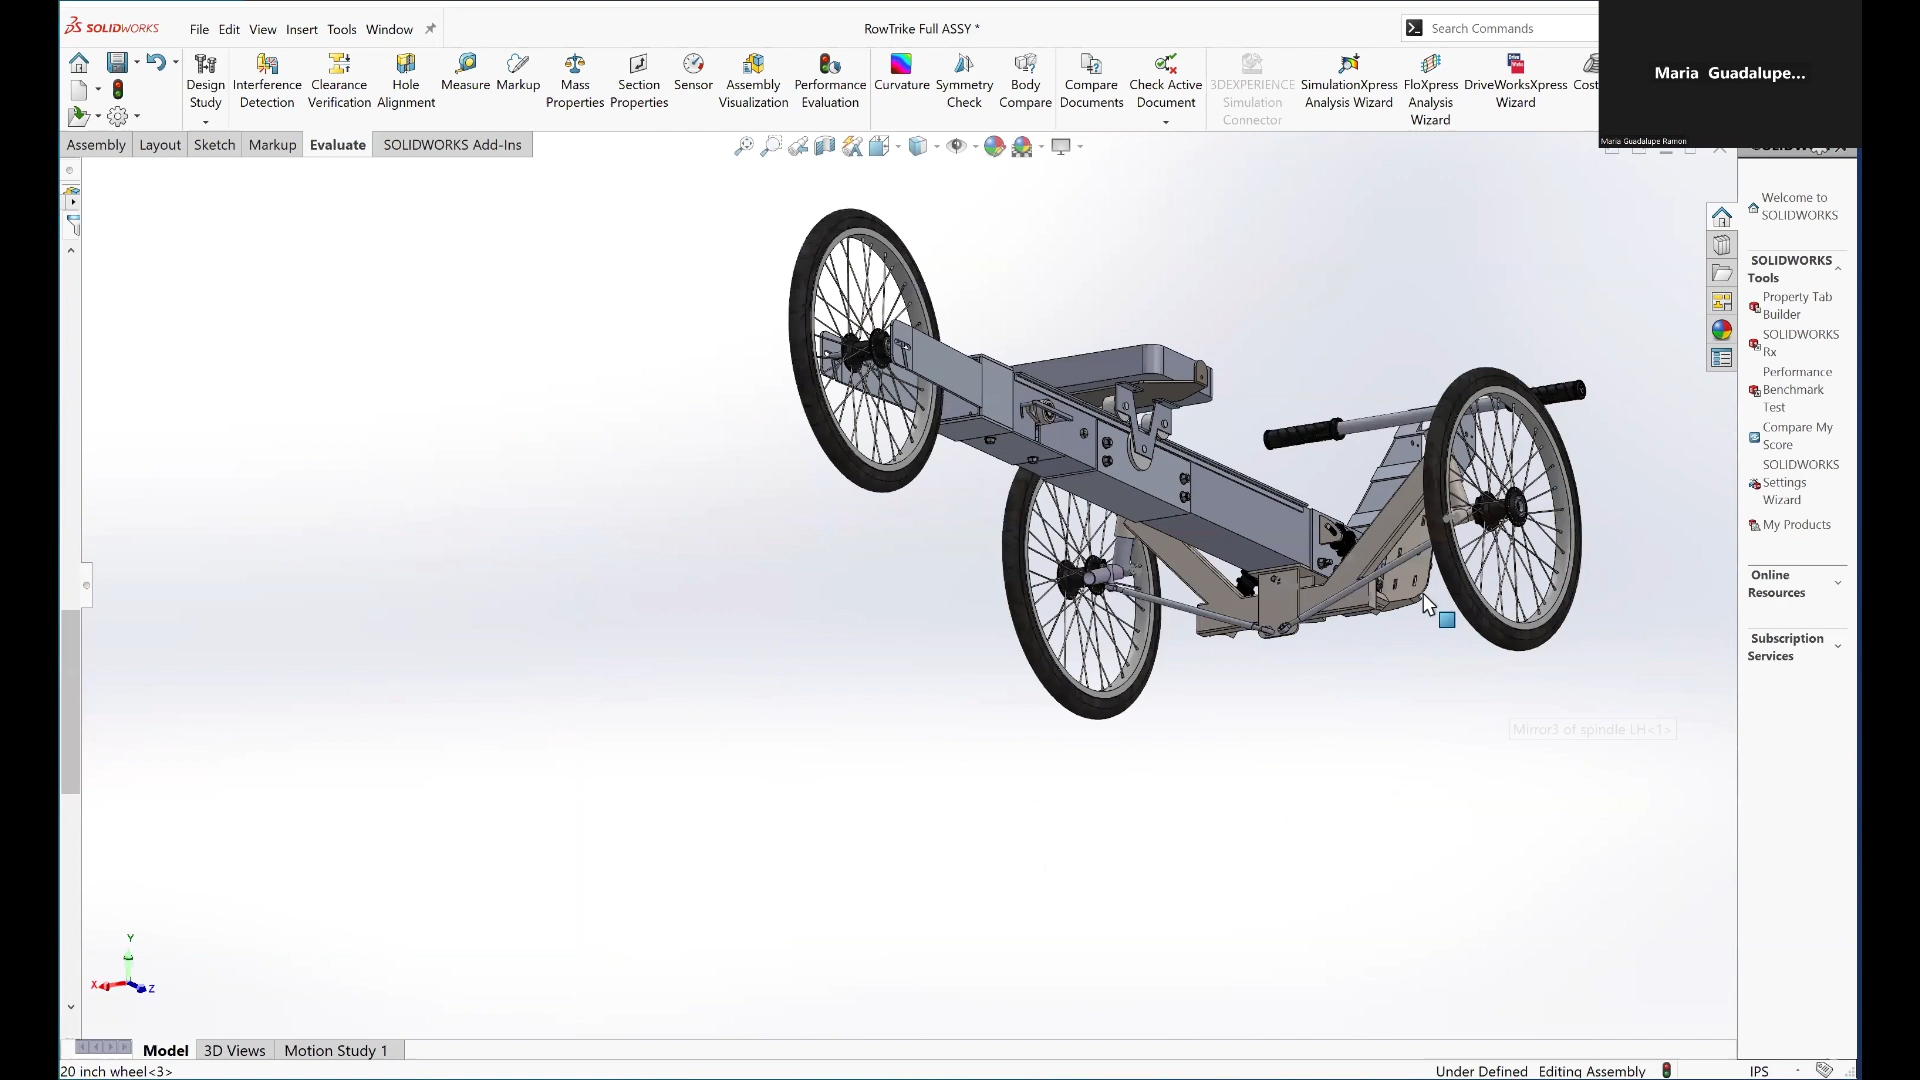 SOLIDWORKS
File Edit View Insert Tools Window
RowTrike Full ASSY *
Search Commands
Maria Guadalupe...
Maria Guadalupe Ramon
Design Study
Interference Detection
Clearance Verification
Hole Alignment
Measure
Markup
Mass Properties
Section Properties
Sensor
Assembly Visualization
Performance Evaluation
Curvature
Symmetry Check
Body Compare
Compare Documents
Check Active Document
3DEXPERIENCE Simulation Connector
SimulationXpress Analysis Wizard
FloXpress Analysis Wizard
DriveWorksXpress Wizard
Assembly Layout Sketch Markup Evaluate SOLIDWORKS Add-Ins
Welcome to
SOLIDWORKS
SOLIDWORKS
Tools
Property Tab
Builder
SOLIDWORKS
Rx
Performance
Benchmark
Test
Compare My
Score
SOLIDWORKS
Settings
Wizard
My Products
Online
Resources
Subscription
Services
Mirror3 of spindle LH<1>
Y
X
Z
Model 3D Views Motion Study 1
20 inch wheel<3>
Under Defined Editing Assembly IPS